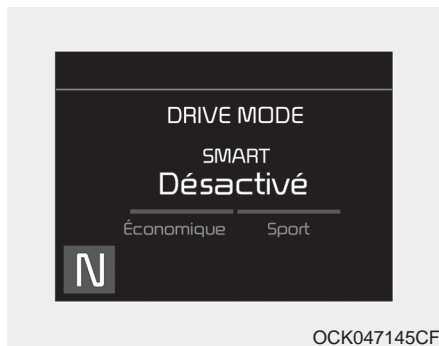 DRIVE MODE
SMART
Désactivé
Économique Sport
N
OCK047145CF